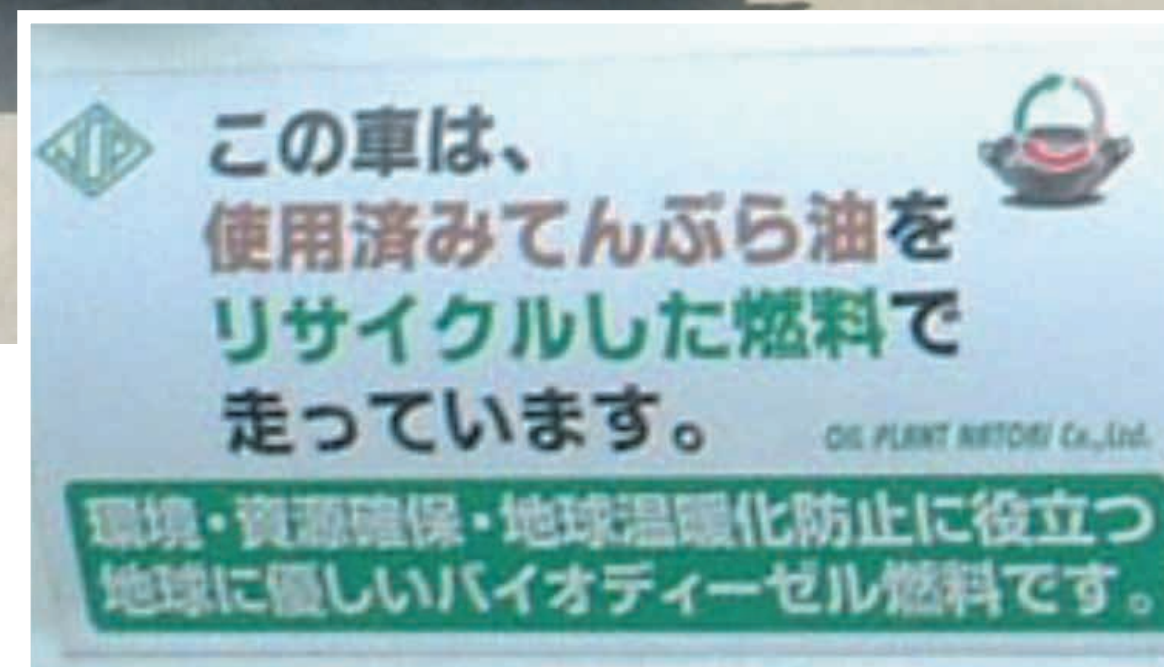 この車は、
使用済みてんぷら油を
リサイクルした燃料で
走っています。
OIL PLANT NATORI Co.,Ltd.
環境・資源確保・地球温暖化防止に役立つ
地球に優しいバイオディーゼル燃料です。